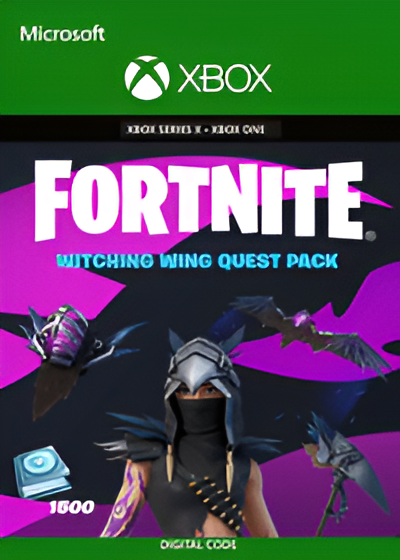 Microsoft
XBOX
XBOX SERIES X • XBOX ONE
FORTNITE
WITCHING WING QUEST PACK
1500
DIGITAL CODE